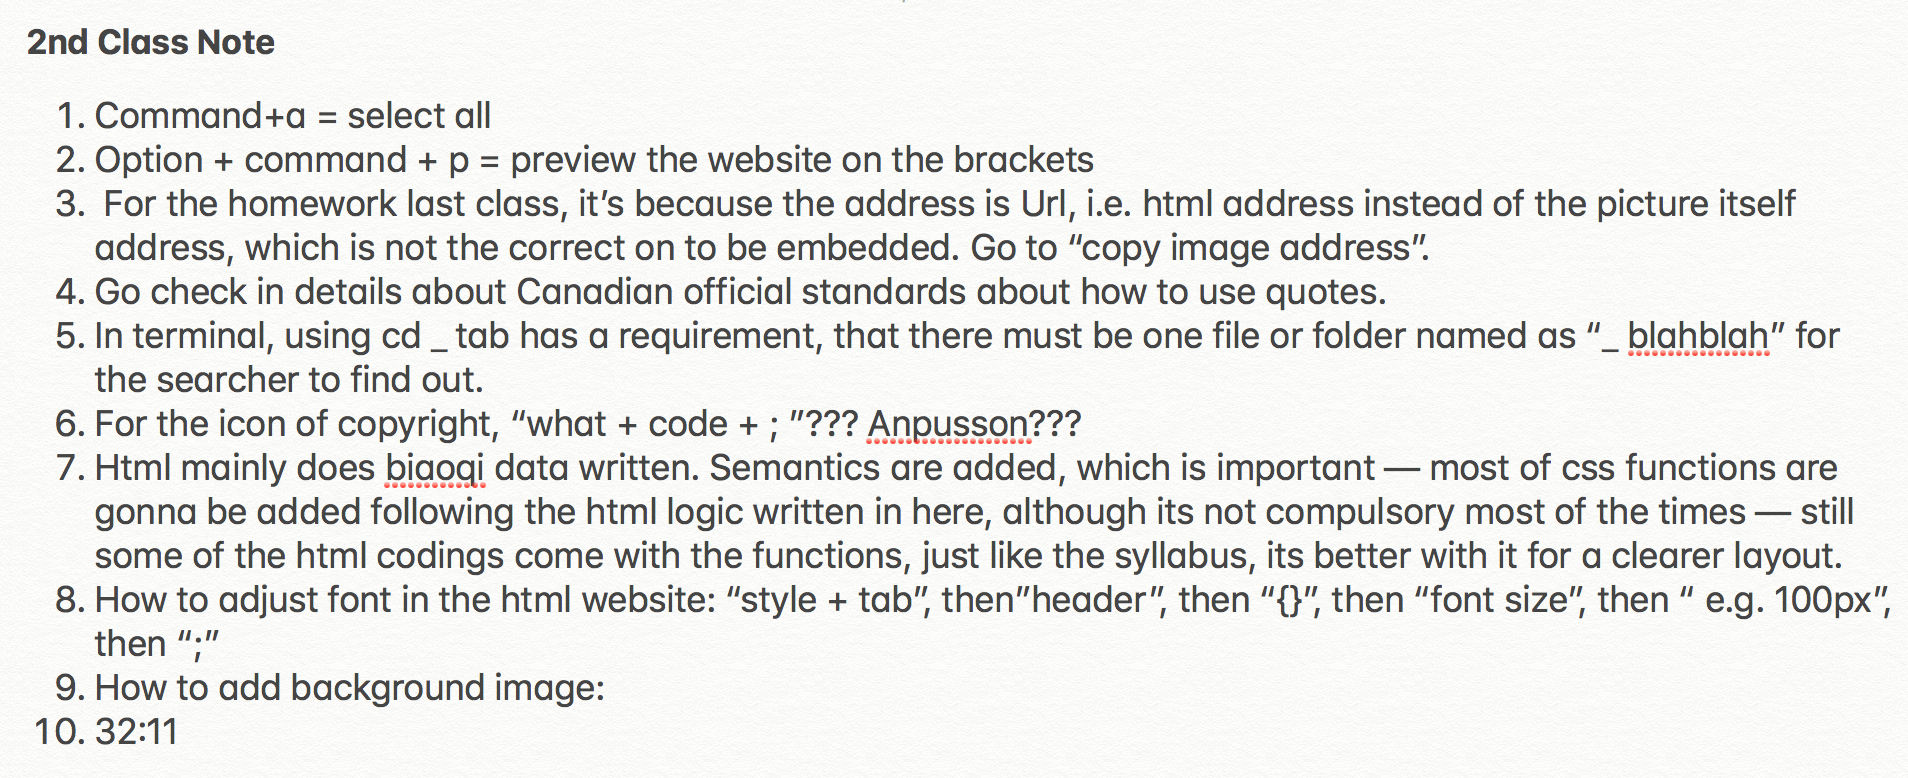 2nd Class Note
1. Command+a = select all
2. Option + command + p = preview the website on the brackets
3.  For the homework last class, it’s because the address is Url, i.e. html address instead of the picture itself
address, which is not the correct on to be embedded. Go to “copy image address”.
4. Go check in details about Canadian official standards about how to use quotes.
5. In terminal, using cd _ tab has a requirement, that there must be one file or folder named as “_ blahblah” for
the searcher to find out.
6. For the icon of copyright, “what + code + ; ”??? Anpusson???
7. Html mainly does biaoqi data written. Semantics are added, which is important — most of css functions are
gonna be added following the html logic written in here, although its not compulsory most of the times — still
some of the html codings come with the functions, just like the syllabus, its better with it for a clearer layout.
8. How to adjust font in the html website: “style + tab”, then”header”, then “{}”, then “font size”, then “ e.g. 100px”,
then “;”
9. How to add background image:
10. 32:11